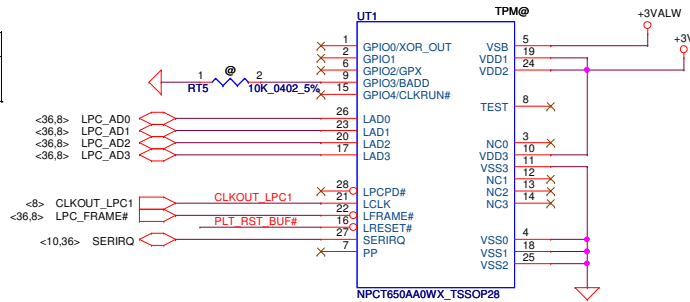 UT1 TPM@
+3VALW
+3V
1 GPIO0/XOR_OUT VSB 5
2 GPIO1 VDD1 19
6 GPIO2/GPX VDD2 24
1 @ 2 9 GPIO3/BADD
RT5 10K_0402_5% 15 GPIO4/CLKRUN#
TEST 8
<36,8> LPC_AD0 26 LAD0
<36,8> LPC_AD1 23 LAD1
<36,8> LPC_AD2 20 LAD2 NC0 3
<36,8> LPC_AD3 17 LAD3 VDD3 10
VSS3 11
NC1 12
28 LPCPD# NC2 13
<8> CLKOUT_LPC1 CLKOUT_LPC1 21 LCLK NC3 14
<36,8> LPC_FRAME# 22 LFRAME#
PLT_RST_BUF# 16 LRESET#
<10,36> SERIRQ 27 SERIRQ VSS0 4
7 PP VSS1 18
VSS2 25
NPCT650AA0WX_TSSOP28